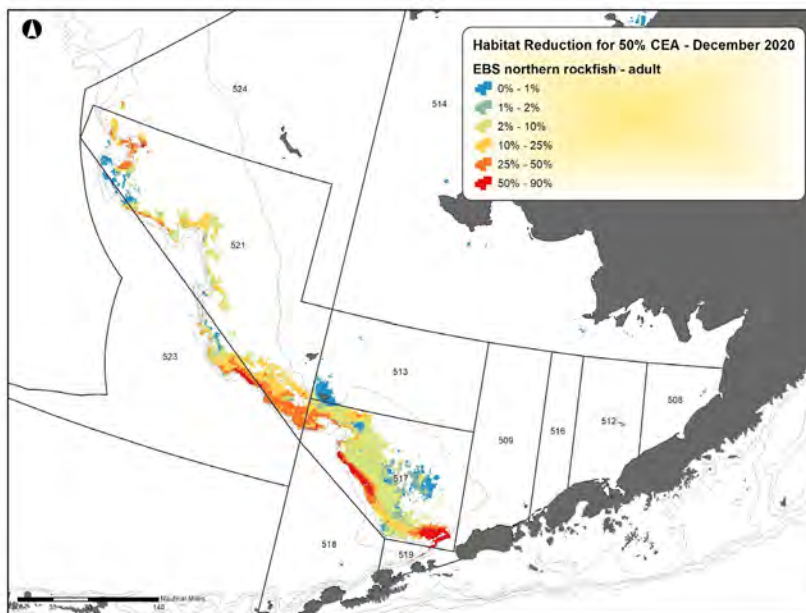 Habitat Reduction for 50% CEA - December 2020
EBS northern rockfish - adult
0% - 1%
1% - 2%
2% - 10%
10% - 25%
25% - 50%
50% - 90%
524
514
521
523
513
508
512
516
509
517
518
519
Nautical Miles
140